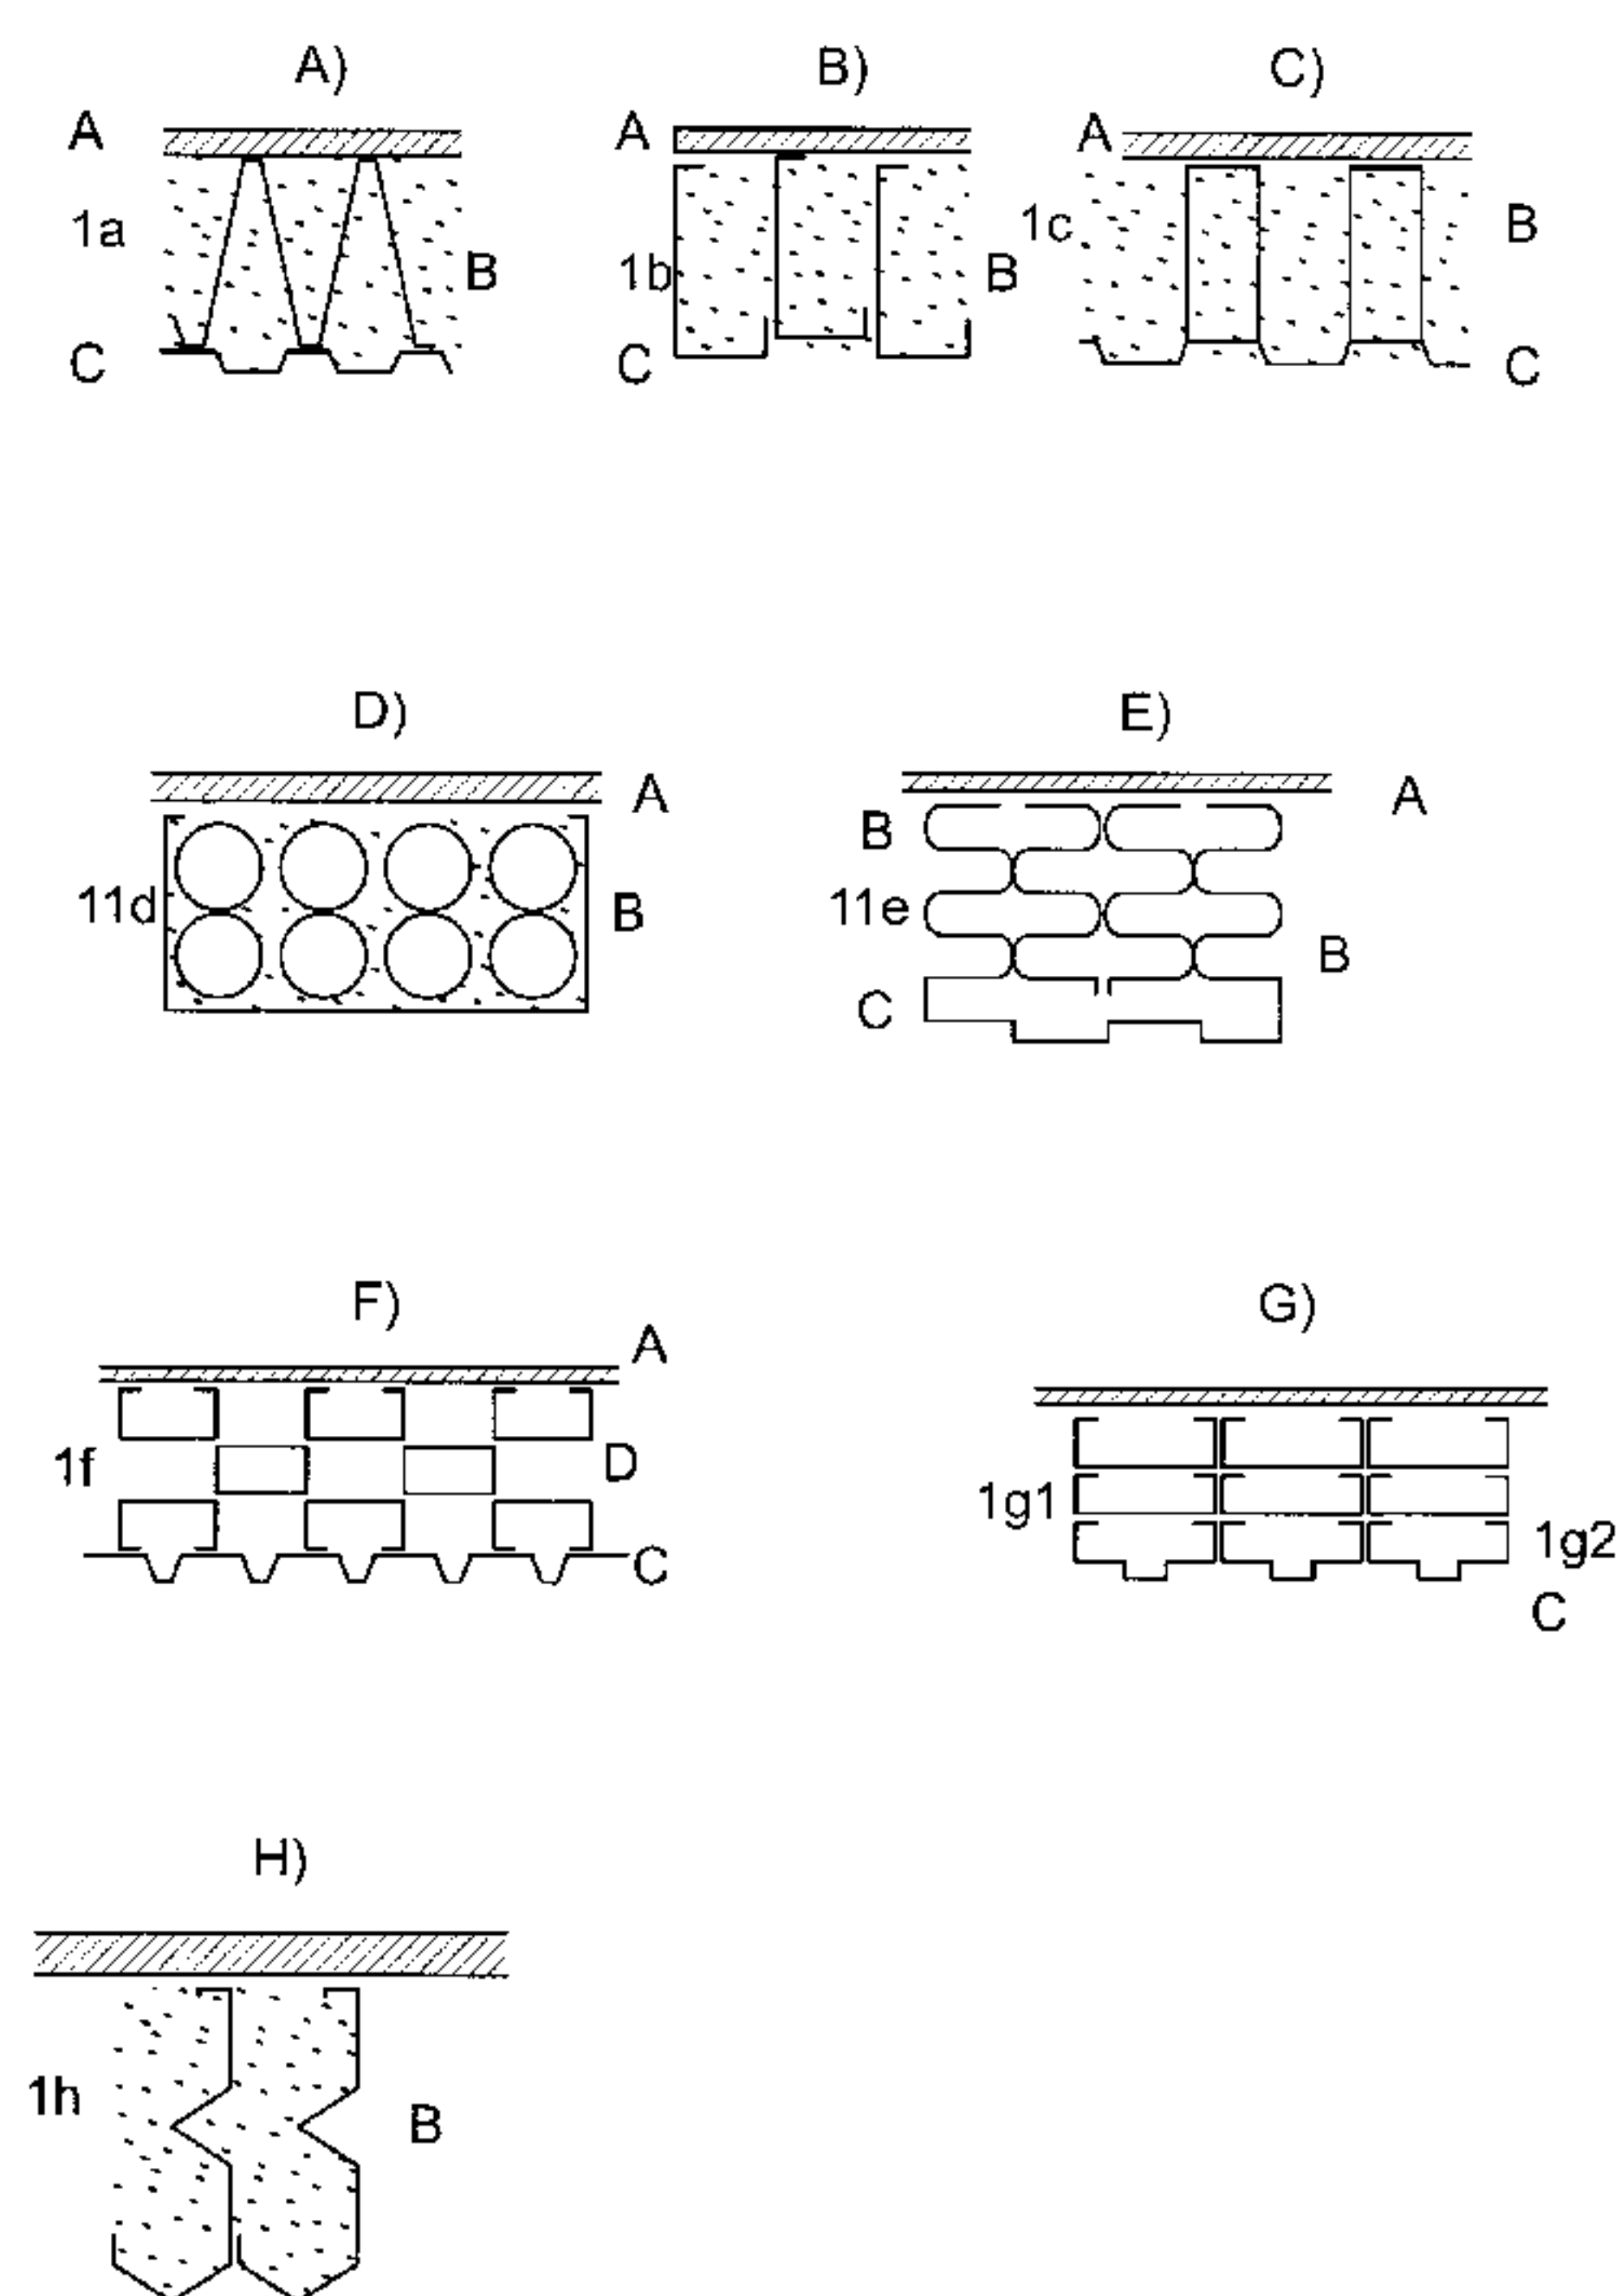 A) B) C)
A A A
1a 1b 1c B
B B
C C C
D) E)
A A
B
11d B 11e
B
C
F) G)
A
1f D
1g1 1g2
C C
H)
1h B